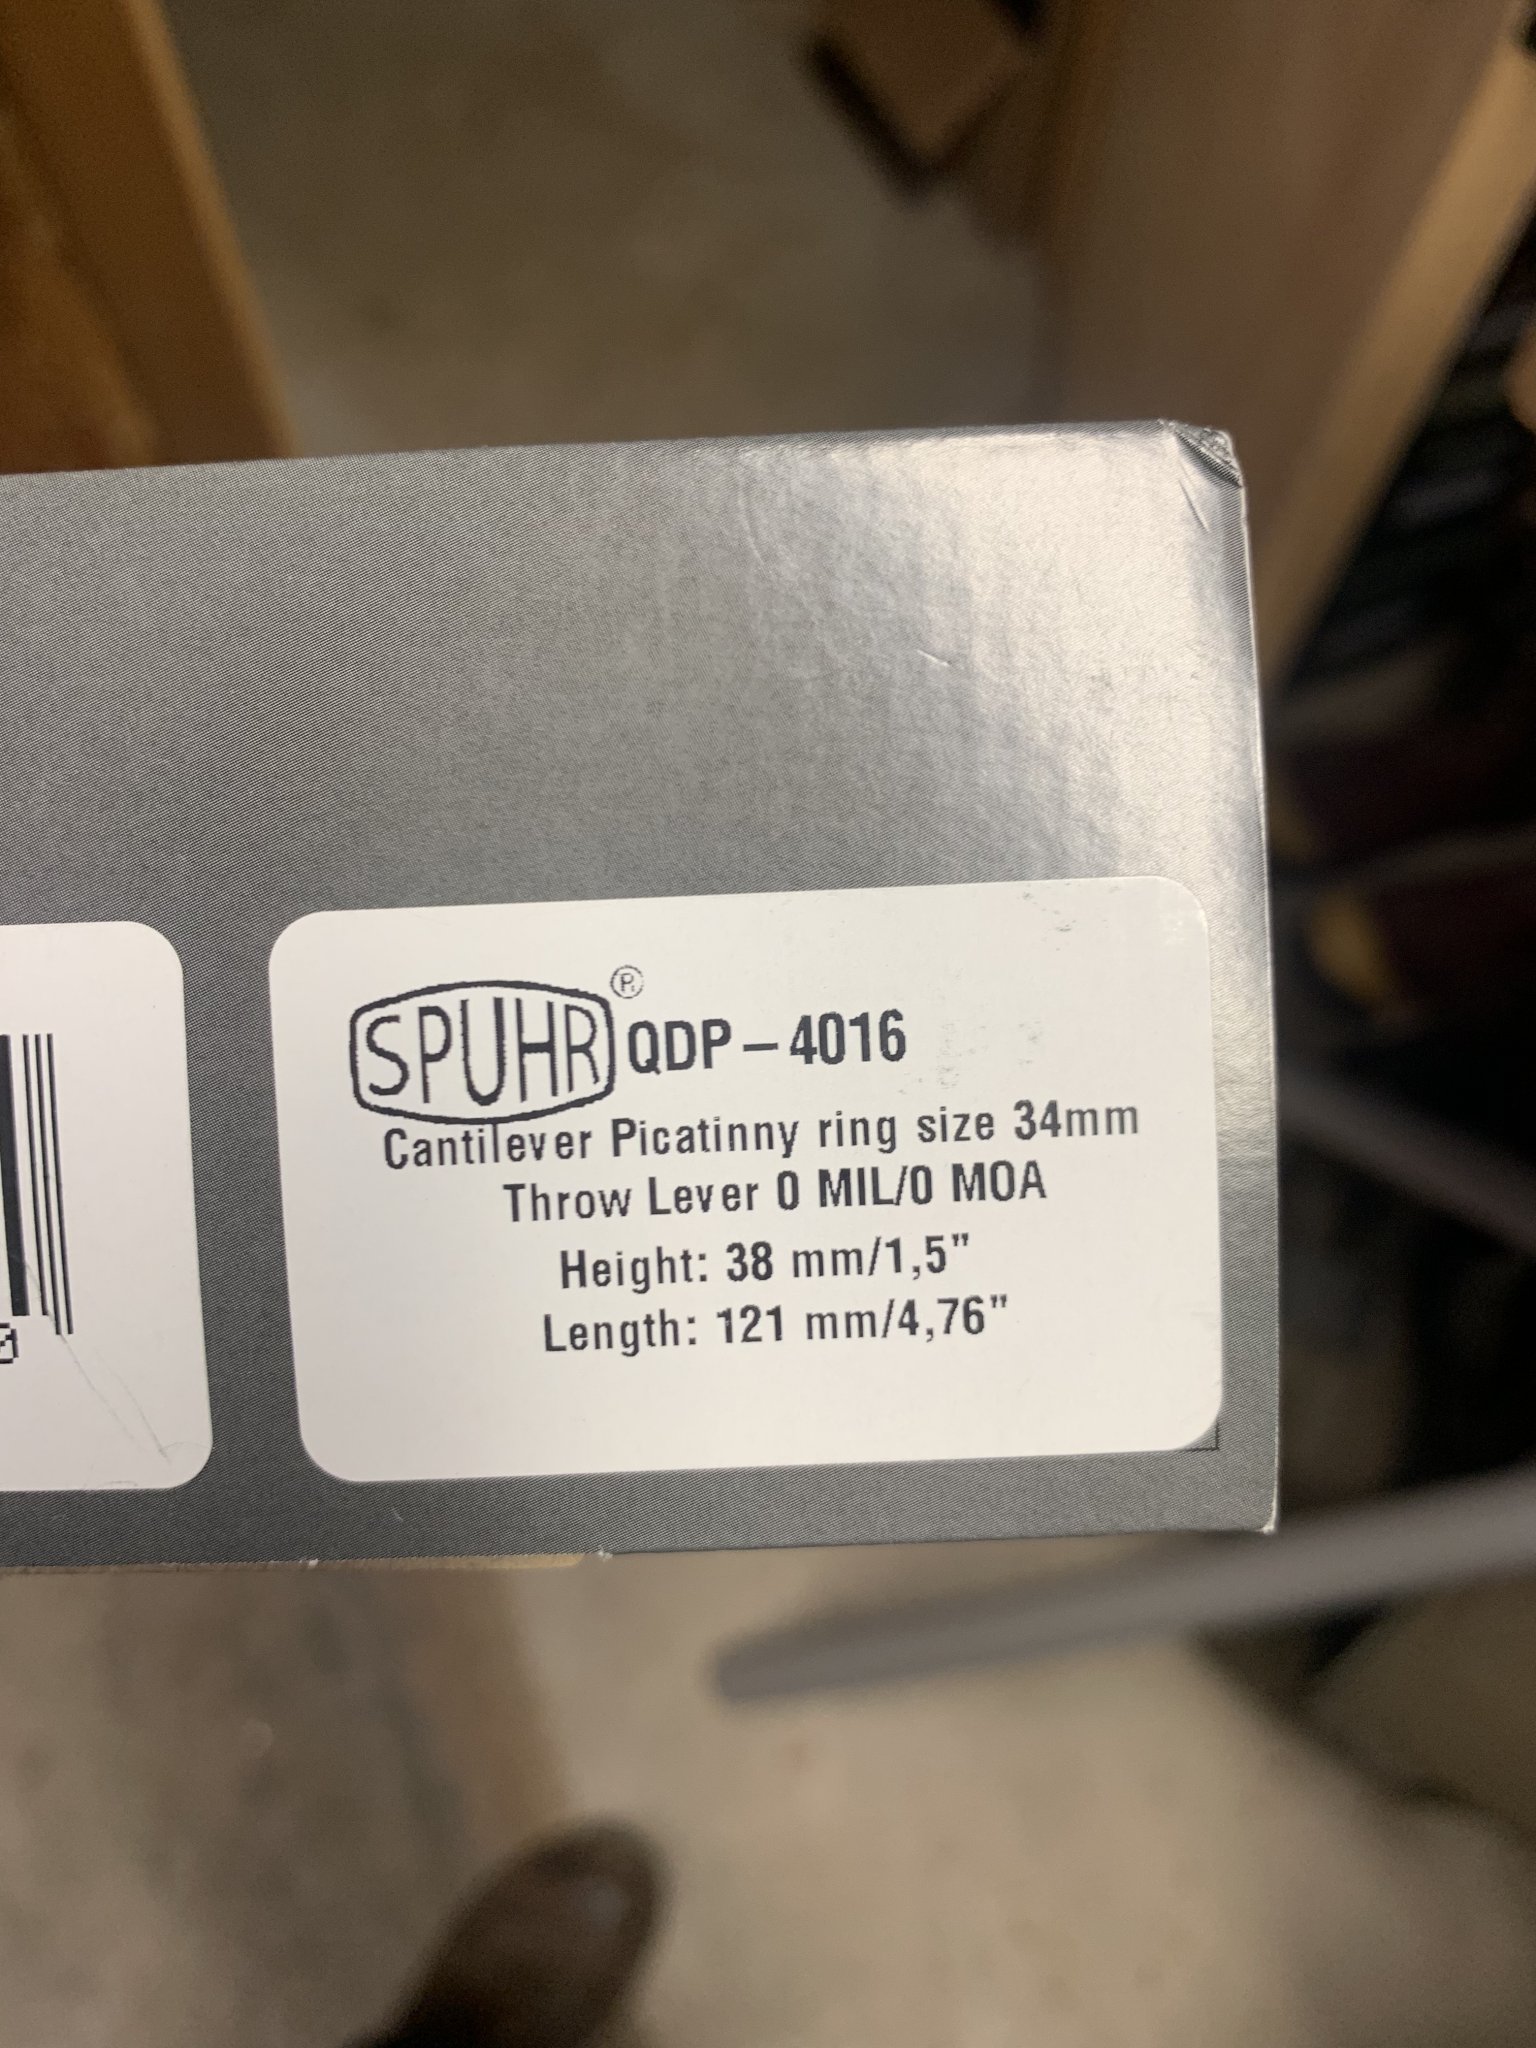 SPUHR® QDP – 4016
Cantilever Picatinny ring size 34mm
Throw Lever 0 MIL/0 MOA
Height: 38 mm/1,5"
Length: 121 mm/4,76"
0